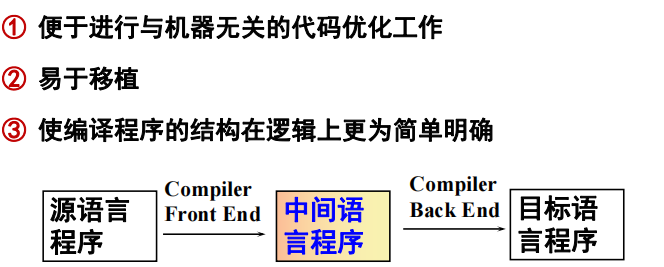 ① 便于进行与机器无关的代码优化工作
② 易于移植
③ 使编译程序的结构在逻辑上更为简单明确
源语言
程序
Compiler
Front End
中间语
言程序
Compiler
Back End
目标语
言程序